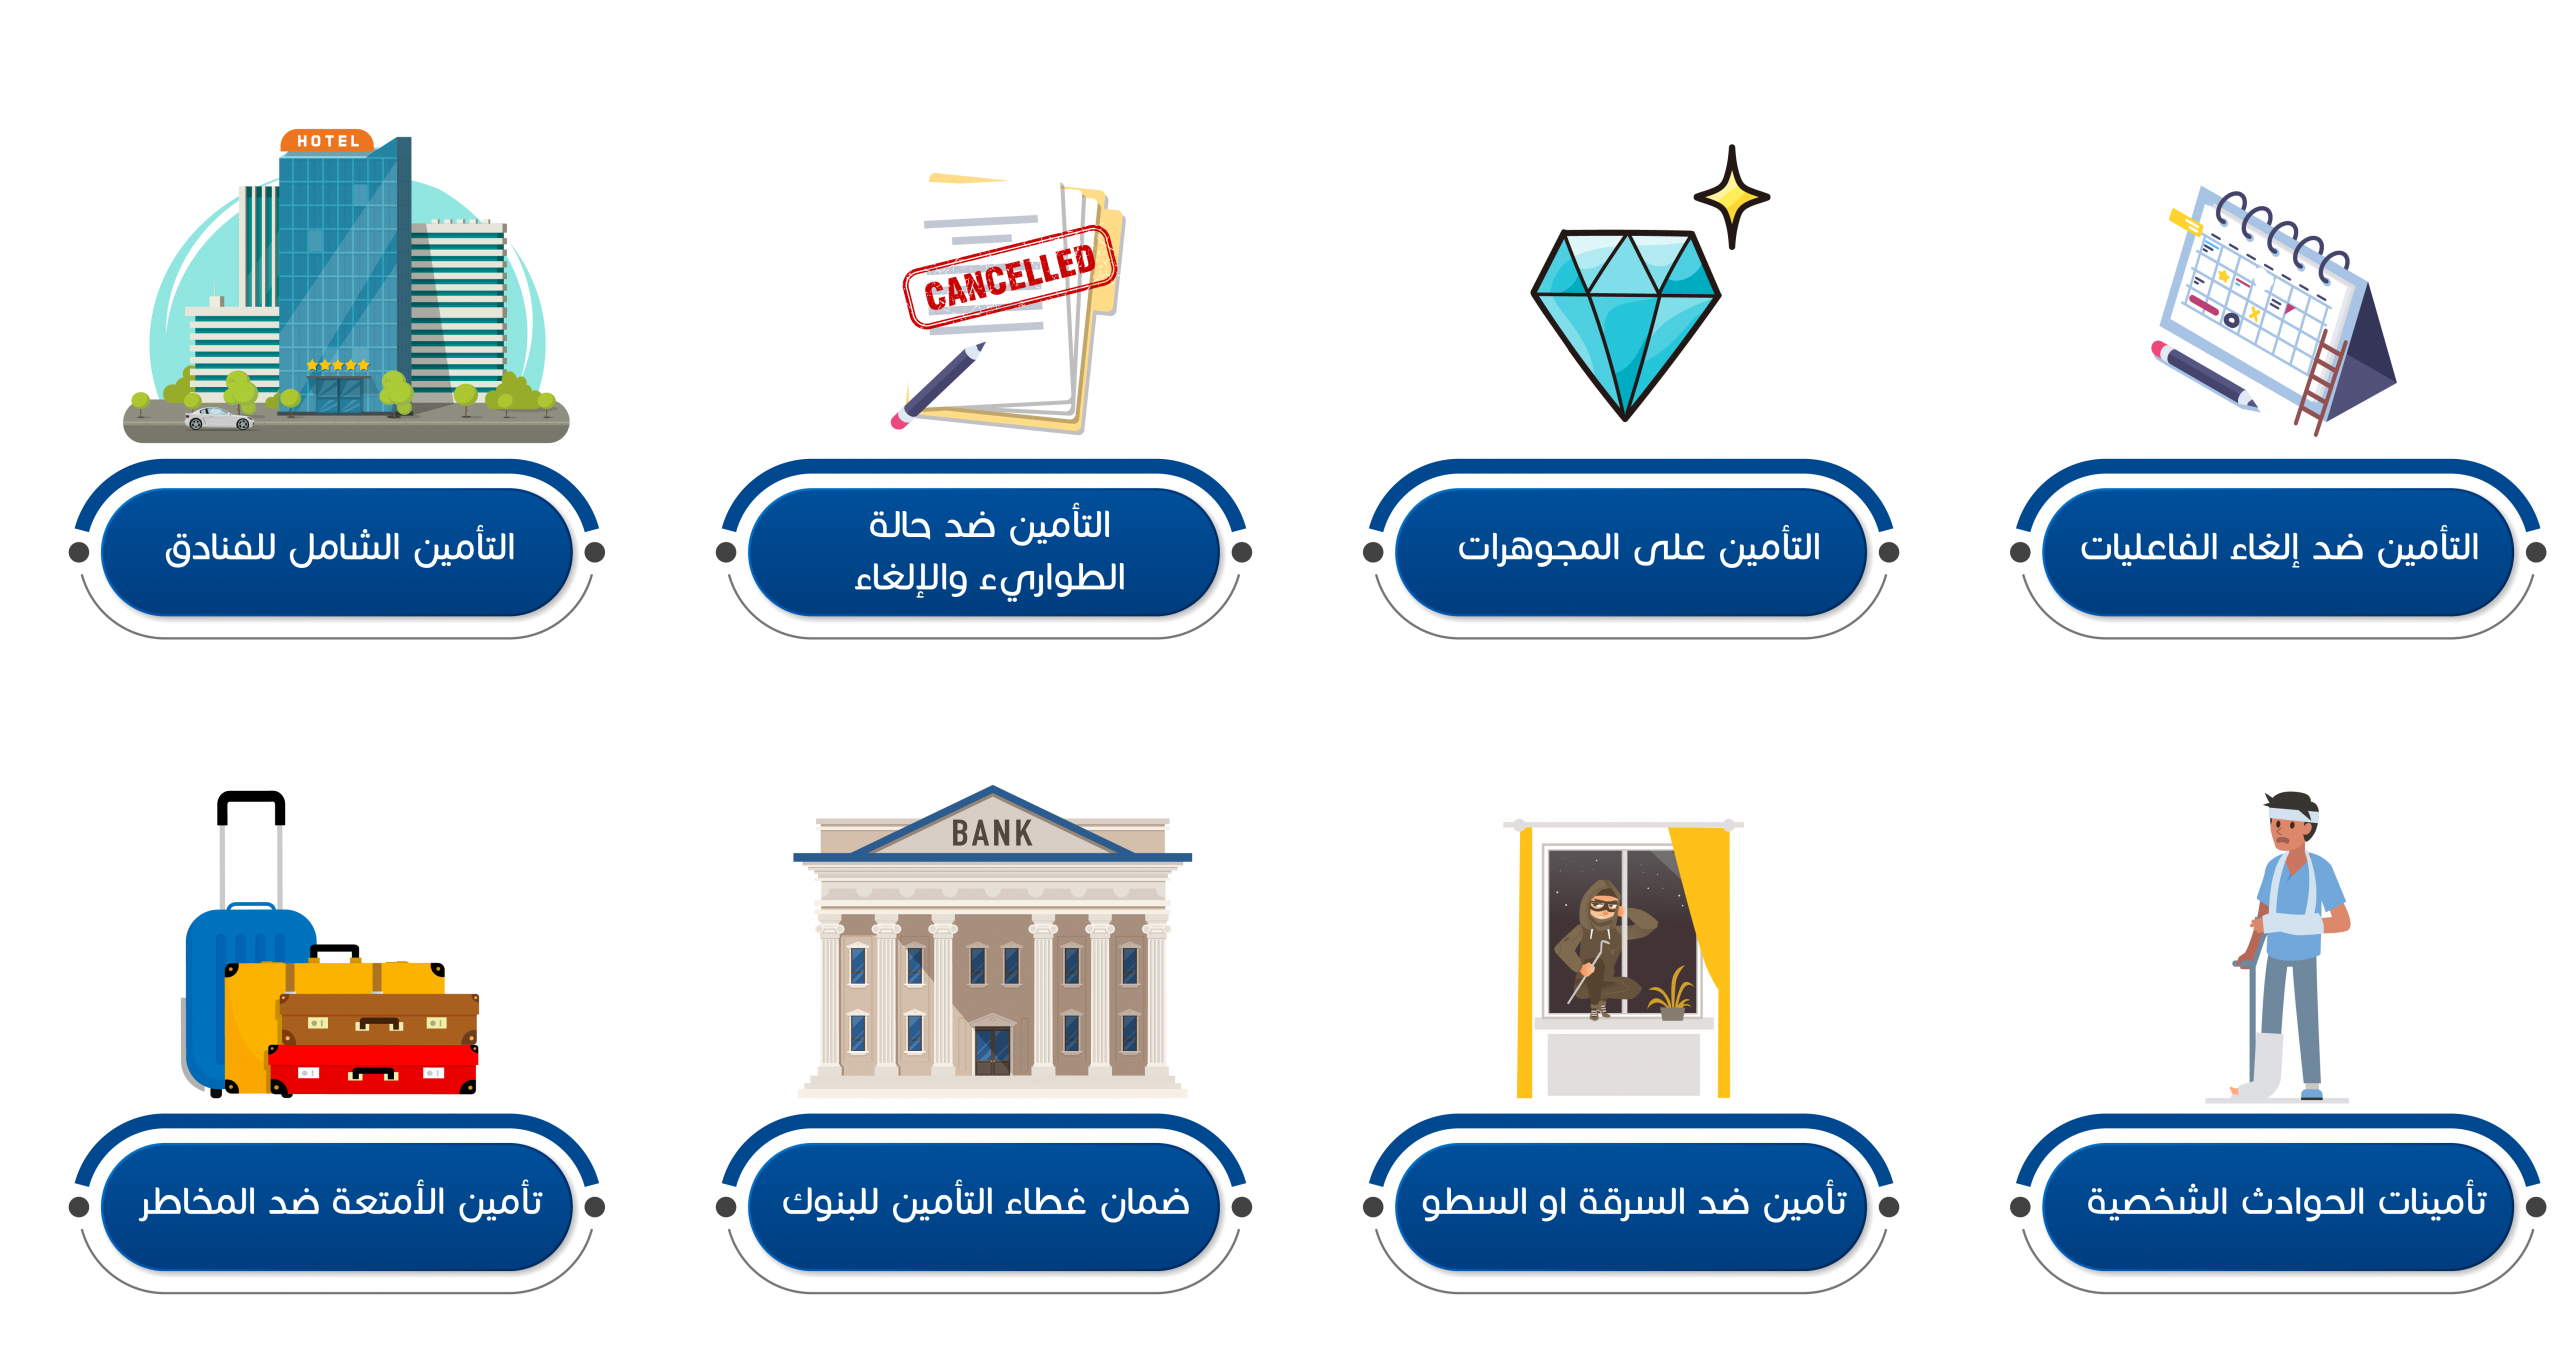 HOTEL
CANCELLED
التأمين ضد إلغاء الفاعليات
التأمين على المجوهرات
التأمين ضد حالة
الطواريء والإلغاء
التأمين الشامل للفنادق
BANK
تأمينات الحوادث الشخصية
تأمين ضد السرقة او السطو
ضمان غطاء التأمين للبنوك
تأمين الأمتعة ضد المخاطر